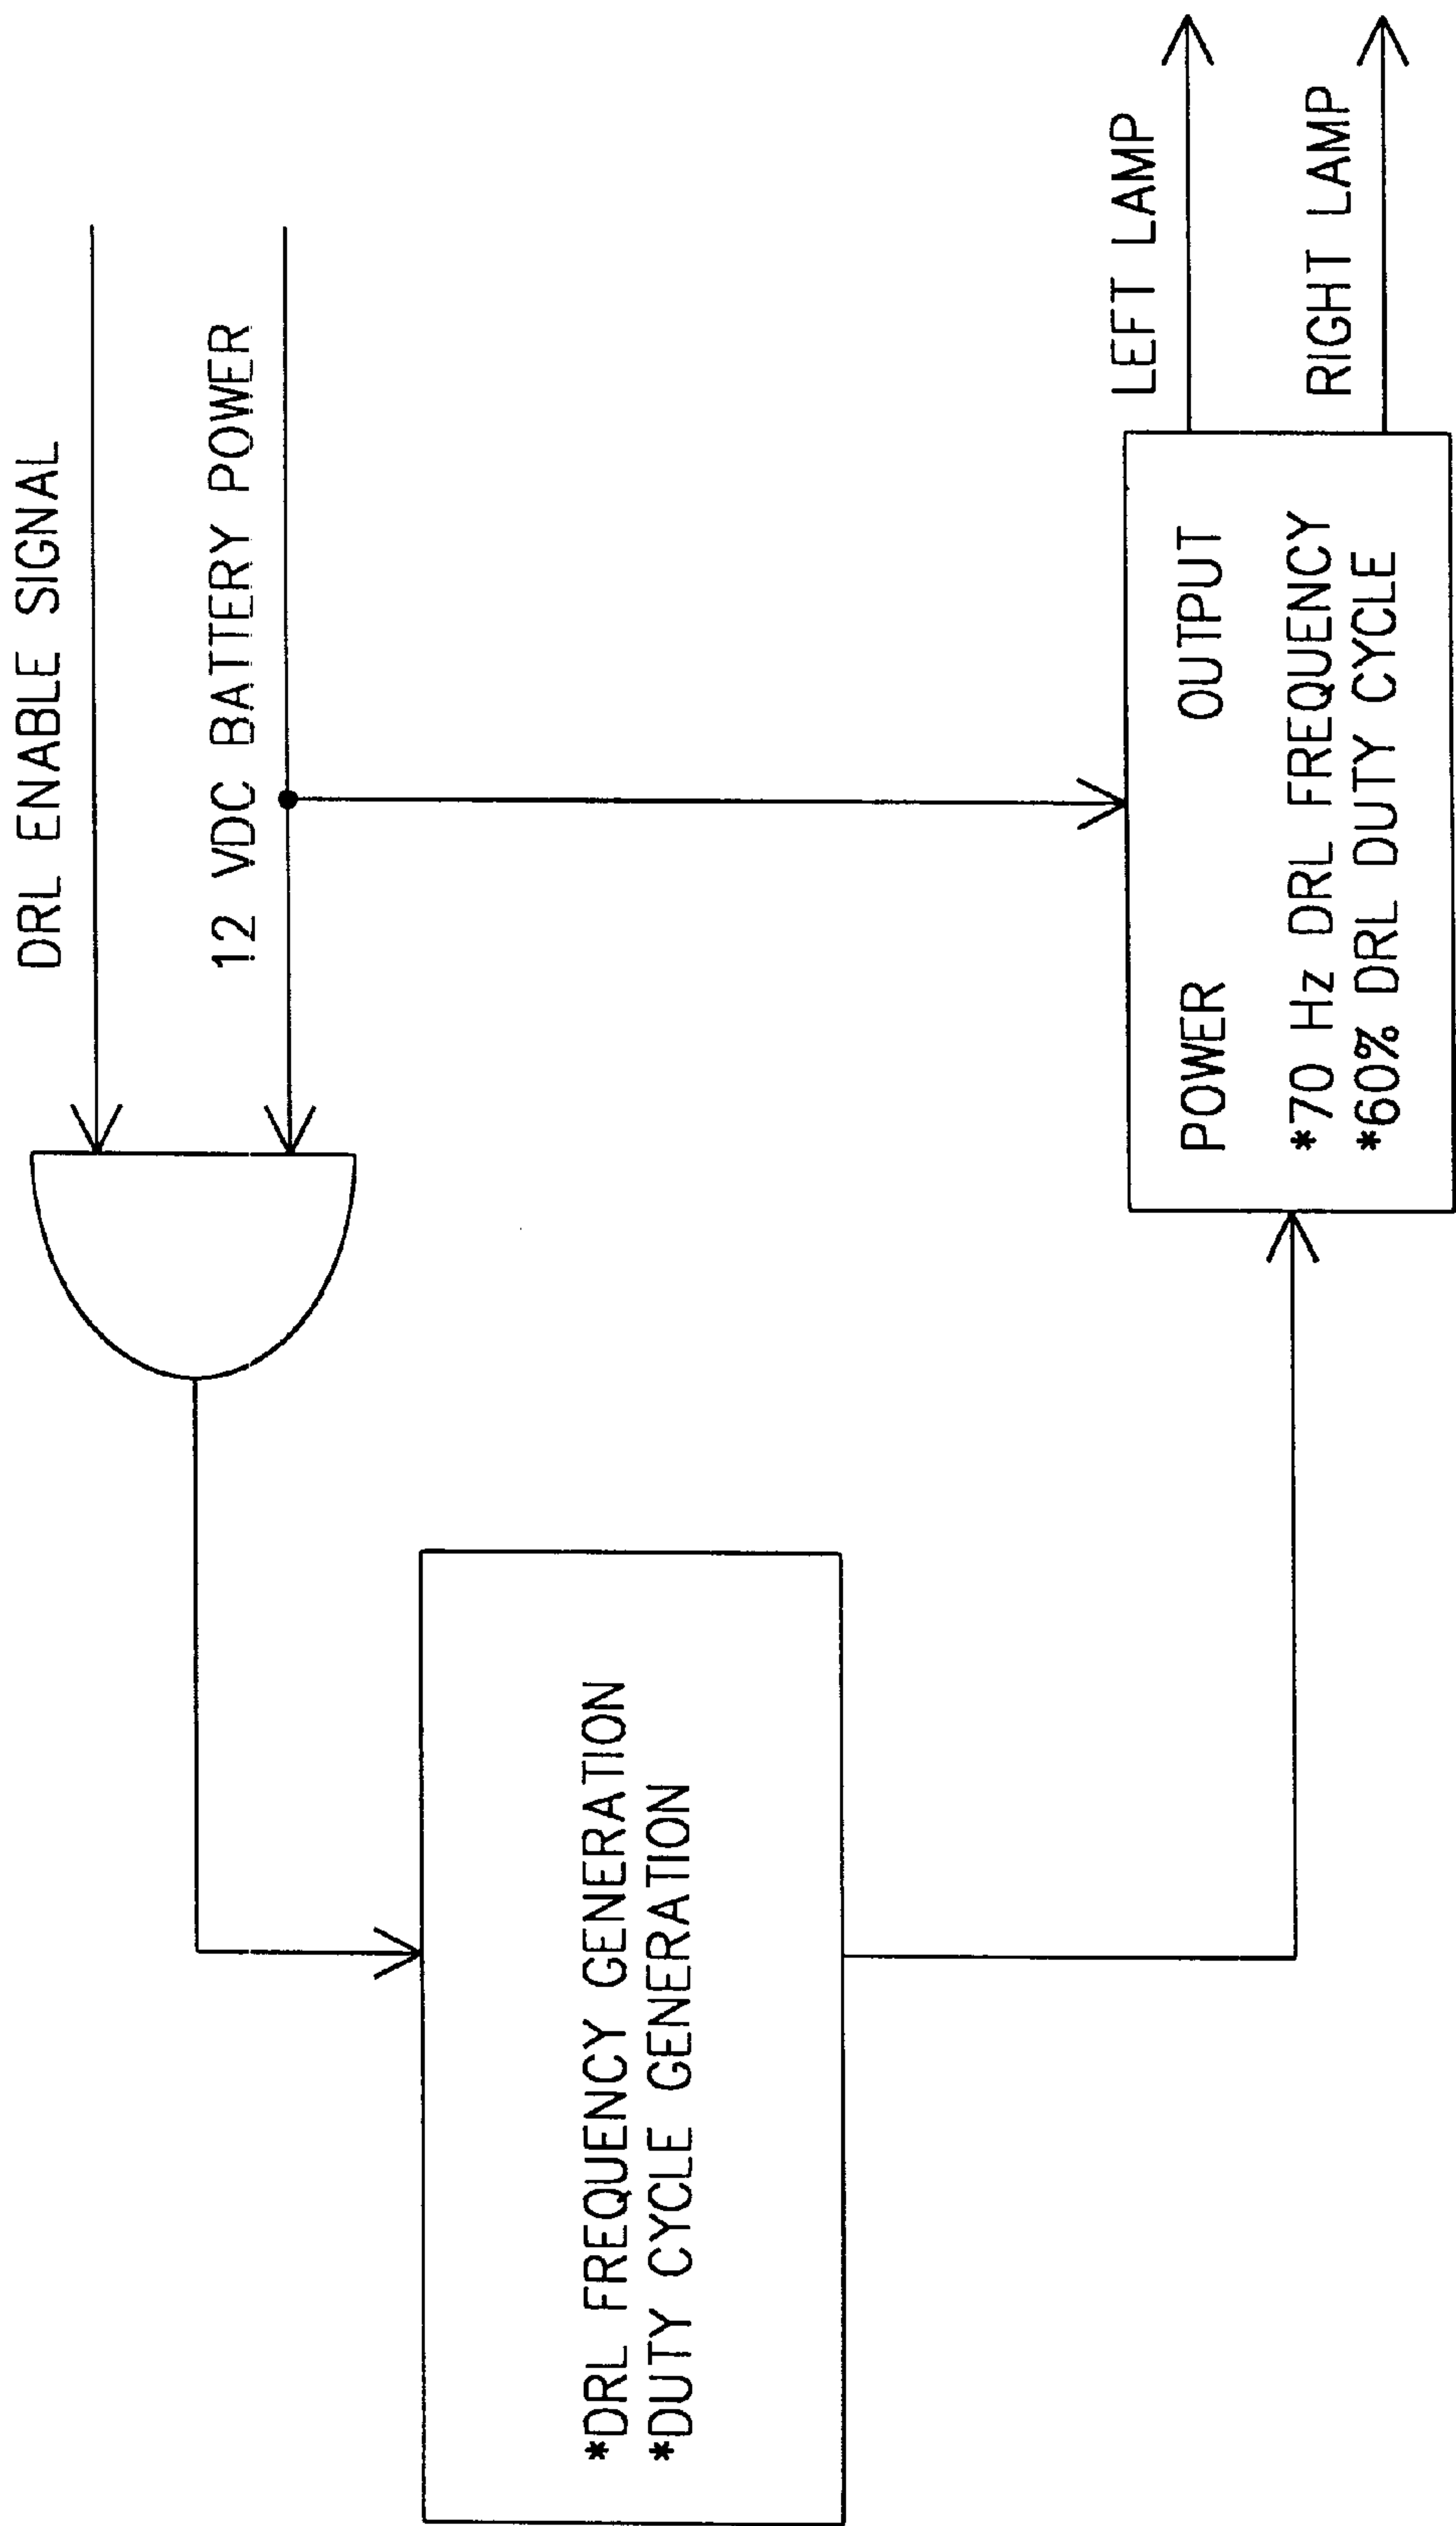 DRL ENABLE SIGNAL
12 VDC BATTERY POWER
*DRL FREQUENCY GENERATION
*DUTY CYCLE GENERATION
POWER OUTPUT
*70 Hz DRL FREQUENCY
*60% DRL DUTY CYCLE
LEFT LAMP
RIGHT LAMP